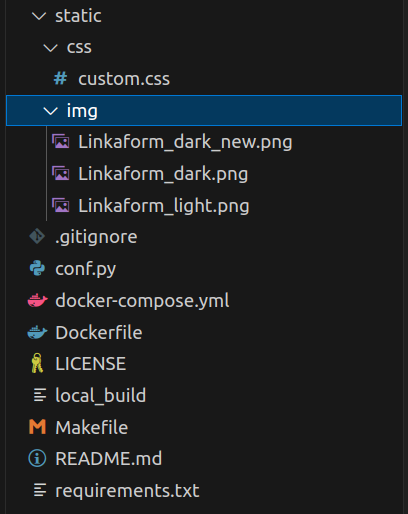 static
css
# custom.css
img
Linkaform_dark_new.png
Linkaform_dark.png
Linkaform_light.png
.gitignore
conf.py
docker-compose.yml
Dockerfile
LICENSE
local_build
Makefile
README.md
requirements.txt